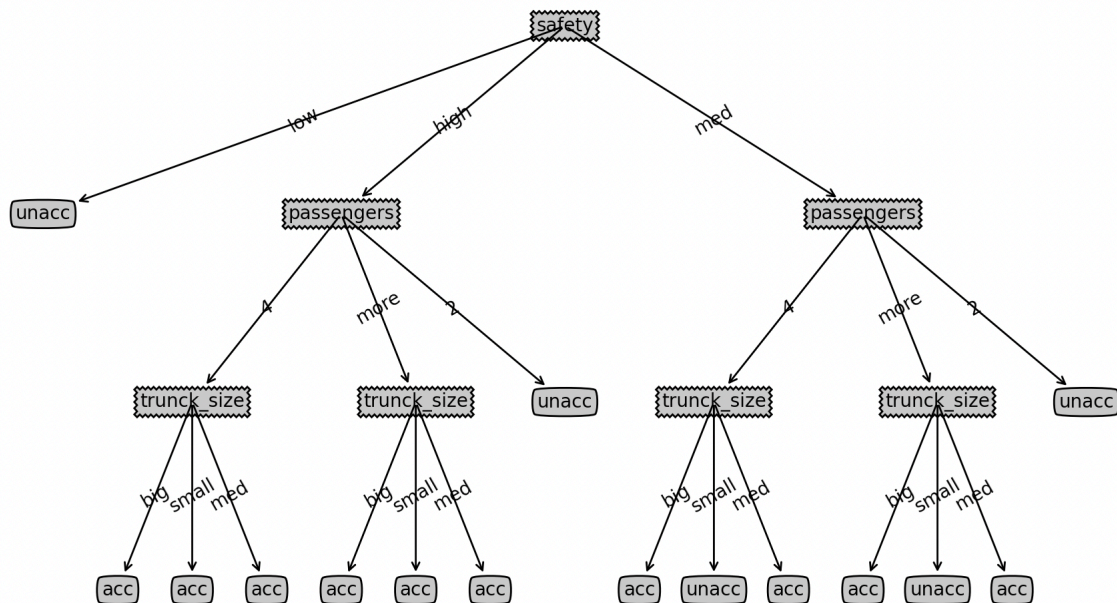 safety
low
high
med
unacc
passengers
passengers
4
more
2
4
more
2
trunck_size
trunck_size
unacc
trunck_size
trunck_size
unacc
big
small
med
big
small
med
big
small
med
big
small
med
acc
acc
acc
acc
acc
acc
acc
unacc
acc
acc
unacc
acc